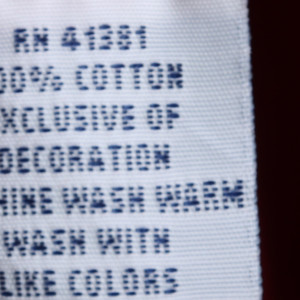 RN 41381
00% COTTON
XCLUSIVE OF
DECORATION
HINE WASH WARM
WASH WITH
LIKE COLORS